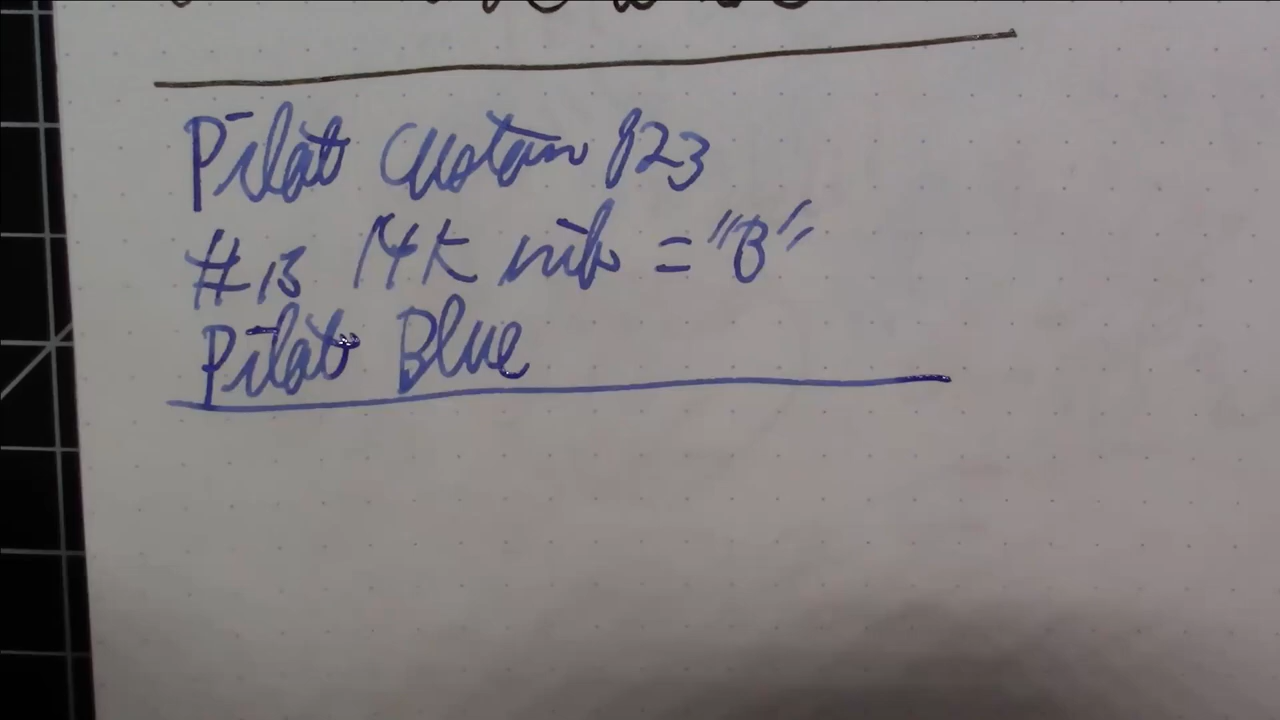 Pilot Custom 823
#15 14K nib = "B"
Pilot Blue